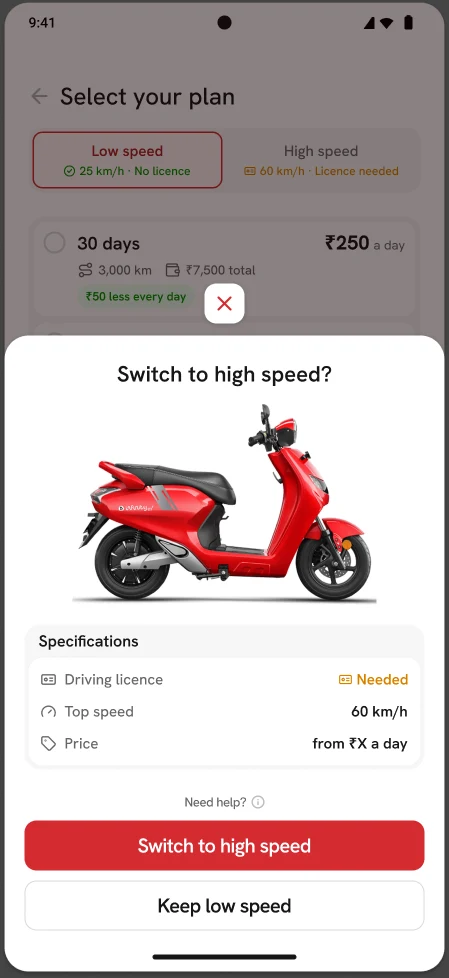 9:41
Select your plan
Low speed
25 km/h · No licence
High speed
60 km/h · Licence needed
30 days
₹250 a day
3,000 km
₹7,500 total
₹50 less every day
Switch to high speed?
Specifications
Driving licence
Needed
Top speed
60 km/h
Price
from ₹X a day
Need help?
Switch to high speed
Keep low speed